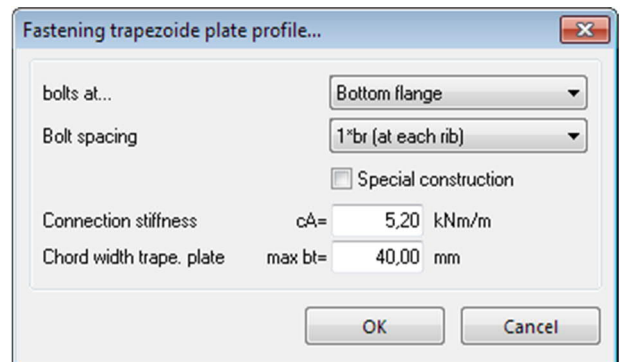 Fastening trapezoide plate profile...
bolts at... Bottom flange
Bolt spacing 1*br (at each rib)
Special construction
Connection stiffness cA= 5,20 kNm/m
Chord width trape. plate max bt= 40,00 mm
OK Cancel